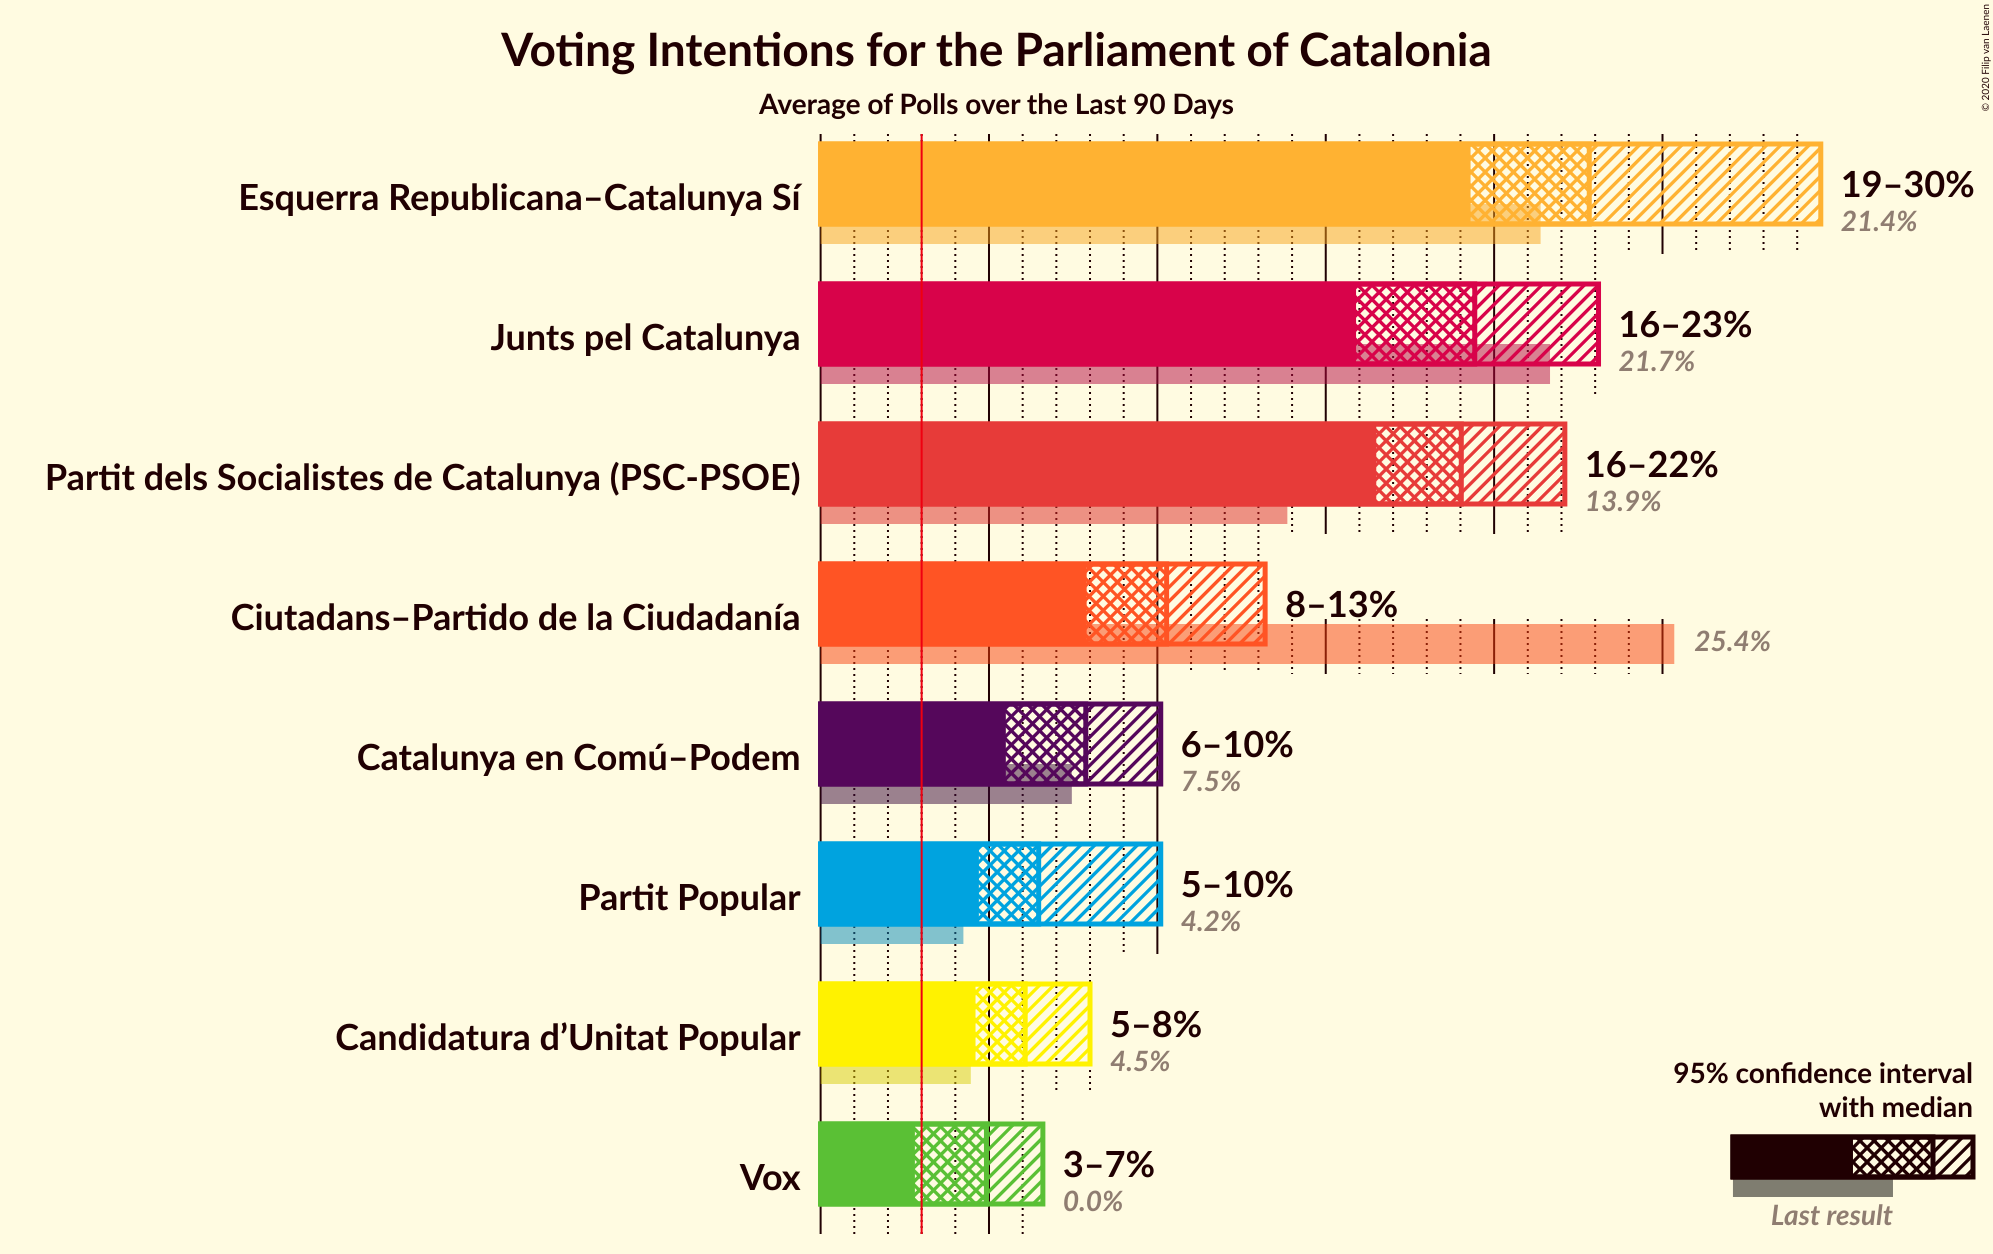 Voting Intentions for the Parliament of Catalonia
Average of Polls over the Last 90 Days
© 2020 Filip van Laenen
Esquerra Republicana–Catalunya Sí
19–30%
21.4%
Junts pel Catalunya
16–23%
21.7%
Partit dels Socialistes de Catalunya (PSC-PSOE)
16–22%
13.9%
Ciutadans–Partido de la Ciudadanía
8–13%
25.4%
Catalunya en Comú–Podem
6–10%
7.5%
Partit Popular
5–10%
4.2%
Candidatura d’Unitat Popular
5–8%
4.5%
Vox
3–7%
0.0%
95% confidence interval
with median
Last result